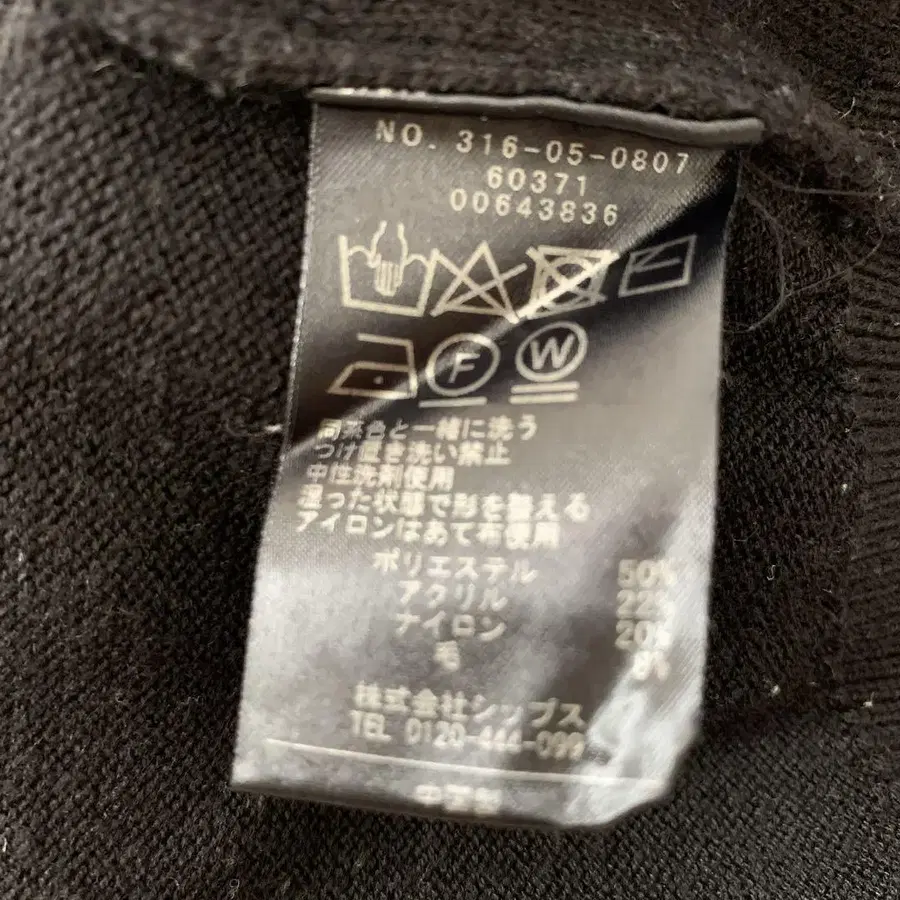 NO. 316-05-0807
60371
00643836
F W
同系色と一緒に洗う
つけ置き洗い禁止
中性洗剤使用
湿った状態で形を整える
アイロンはあて布使用
ポリエステル 50%
アクリル 22%
ナイロン 20%
毛 8%
株式会社シップス
TEL 0120-444-099
中国製